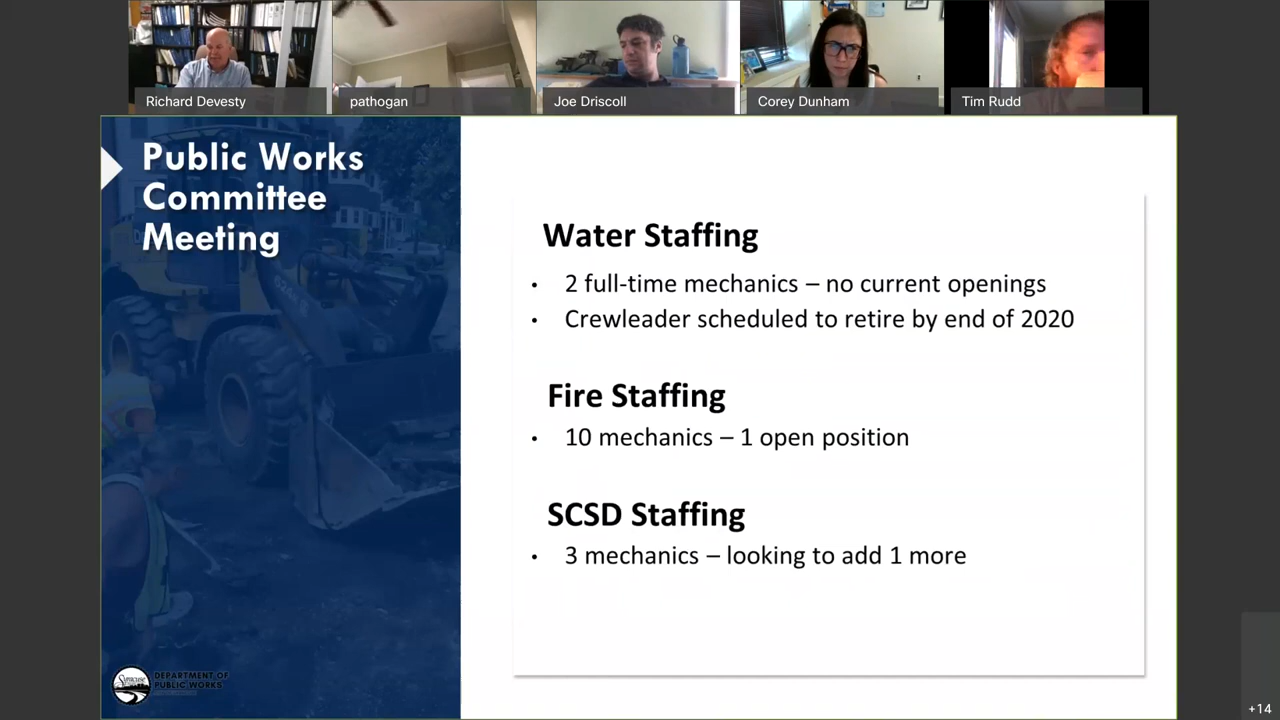 Richard Devesty
pathogan
Joe Driscoll
Corey Dunham
Tim Rudd
Public Works
Committee
Meeting
Water Staffing
• 2 full-time mechanics – no current openings
• Crewleader scheduled to retire by end of 2020
Fire Staffing
• 10 mechanics – 1 open position
SCSD Staffing
• 3 mechanics – looking to add 1 more
Syracuse
DEPARTMENT OF
PUBLIC WORKS
+14